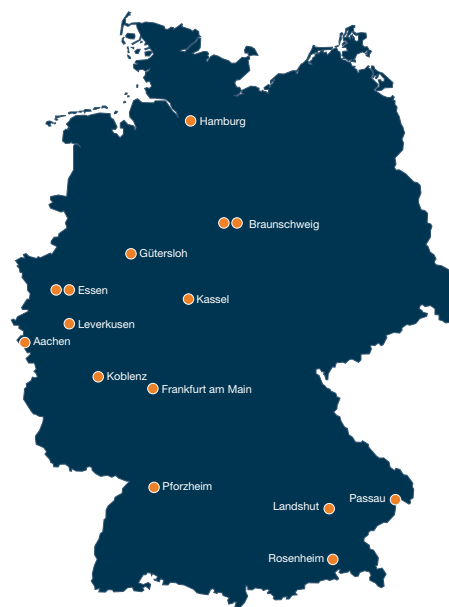 Hamburg
Braunschweig
Gütersloh
Essen
Kassel
Leverkusen
Aachen
Koblenz
Frankfurt am Main
Pforzheim
Passau
Landshut
Rosenheim